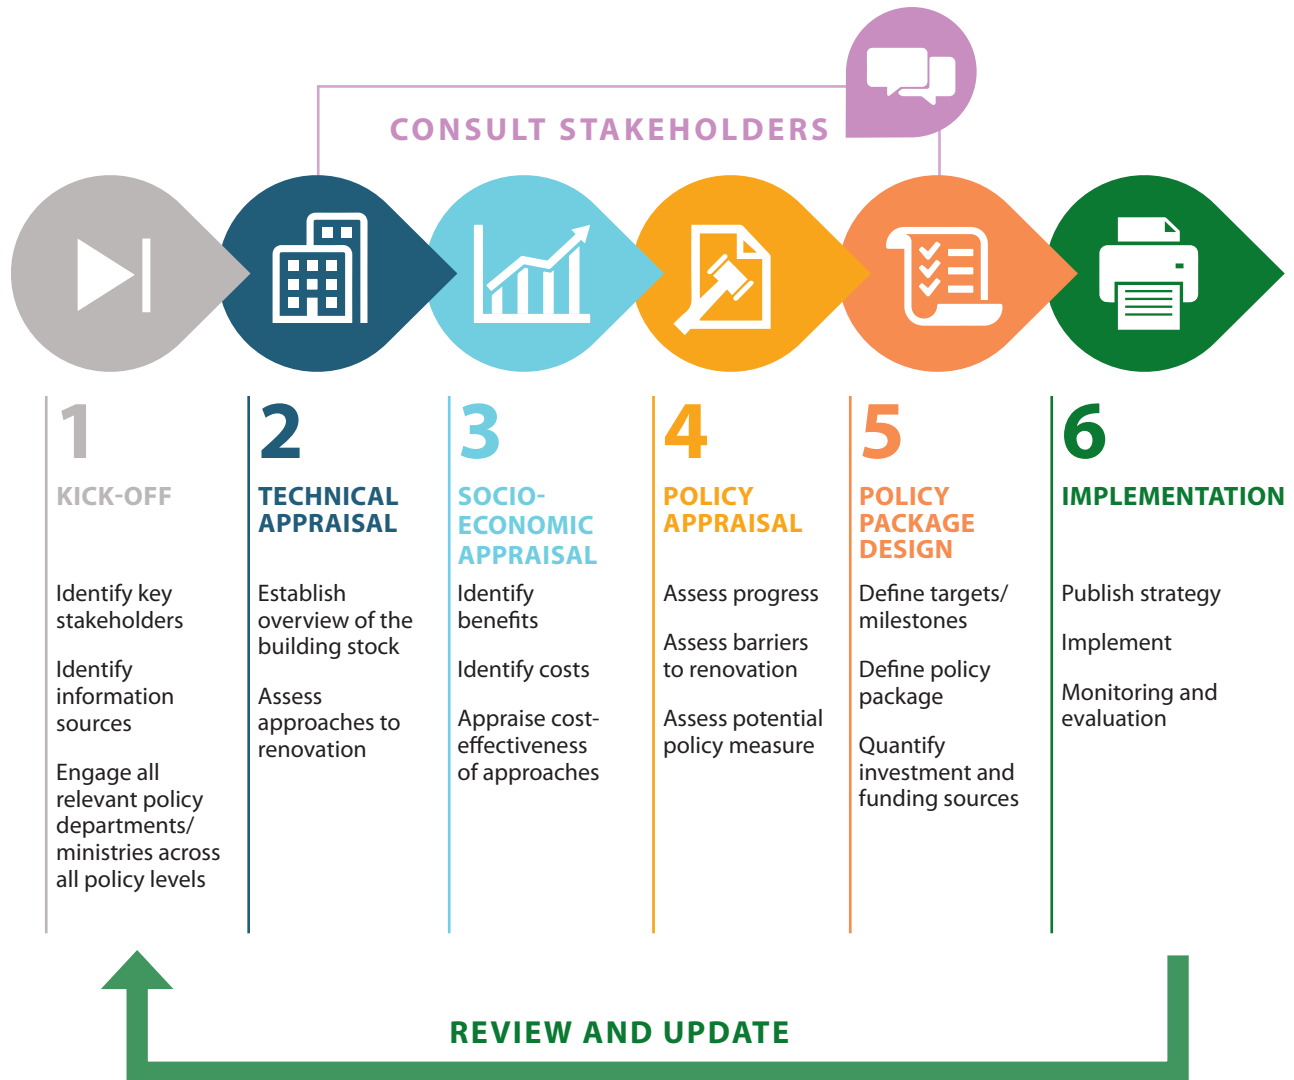 CONSULT STAKEHOLDERS
1
KICK-OFF
Identify key
stakeholders
Identify
information
sources
Engage all
relevant policy
departments/
ministries across
all policy levels
2
TECHNICAL
APPRAISAL
Establish
overview of the
building stock
Assess
approaches to
renovation
3
SOCIO-
ECONOMIC
APPRAISAL
Identify
benefits
Identify costs
Appraise cost-
effectiveness
of approaches
4
POLICY
APPRAISAL
Assess progress
Assess barriers
to renovation
Assess potential
policy measure
5
POLICY
PACKAGE
DESIGN
Define targets/
milestones
Define policy
package
Quantify
investment and
funding sources
6
IMPLEMENTATION
Publish strategy
Implement
Monitoring and
evaluation
REVIEW AND UPDATE